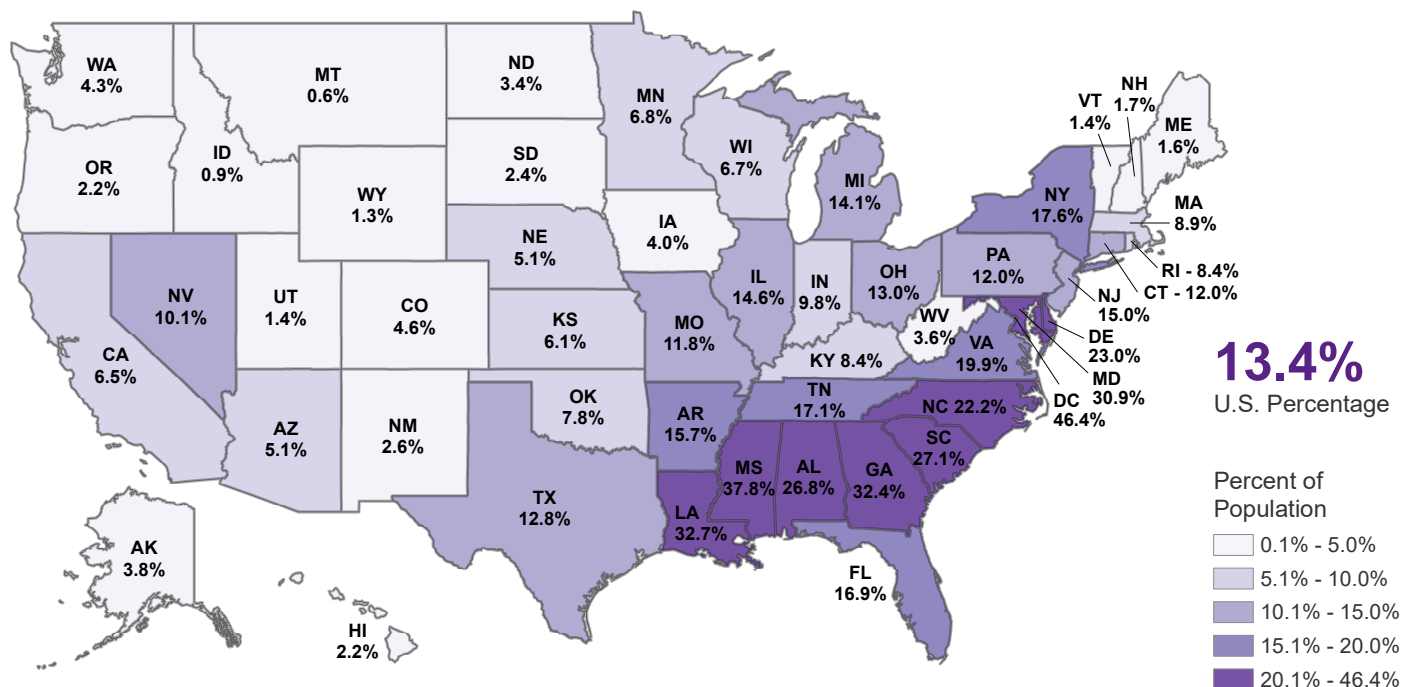 WA
4.3%
MT
0.6%
ND
3.4%
MN
6.8%
VT
1.4%
NH
1.7%
ME
1.6%
OR
2.2%
ID
0.9%
SD
2.4%
WI
6.7%
MI
14.1%
NY
17.6%
MA
8.9%
WY
1.3%
IA
4.0%
NE
5.1%
PA
12.0%
RI - 8.4%
CT - 12.0%
NV
10.1%
UT
1.4%
CO
4.6%
IL
14.6%
IN
9.8%
OH
13.0%
NJ
15.0%
CA
6.5%
KS
6.1%
MO
11.8%
WV
3.6%
VA
19.9%
DE
23.0%
KY 8.4%
MD
30.9%
DC
46.4%
AZ
5.1%
NM
2.6%
OK
7.8%
AR
15.7%
TN
17.1%
NC 22.2%
SC
27.1%
MS
37.8%
AL
26.8%
GA
32.4%
TX
12.8%
LA
32.7%
AK
3.8%
FL
16.9%
HI
2.2%
13.4%
U.S. Percentage
Percent of
Population
0.1% - 5.0%
5.1% - 10.0%
10.1% - 15.0%
15.1% - 20.0%
20.1% - 46.4%